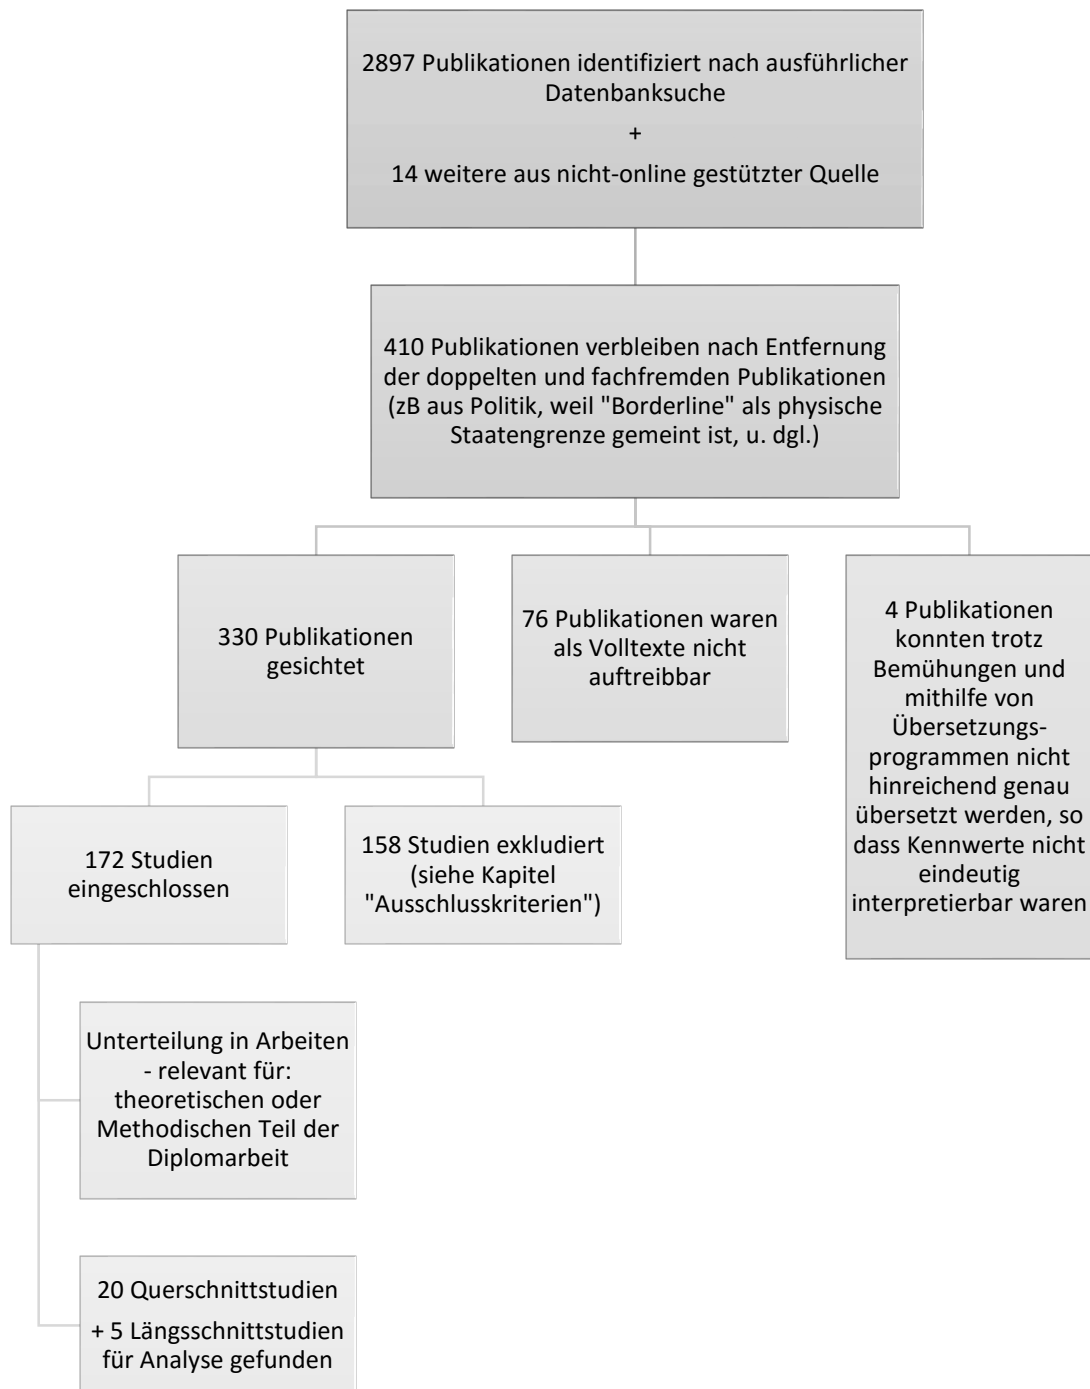 2897 Publikationen identifiziert nach ausführlicher
Datenbanksuche
+
14 weitere aus nicht-online gestützter Quelle
410 Publikationen verbleiben nach Entfernung
der doppelten und fachfremden Publikationen
(zB aus Politik, weil "Borderline" als physische
Staatengrenze gemeint ist, u. dgl.)
330 Publikationen
gesichtet
76 Publikationen waren
als Volltexte nicht
auftreibbar
4 Publikationen
konnten trotz
Bemühungen und
mithilfe von
Übersetzungs-
programmen nicht
hinreichend genau
übersetzt werden, so
dass Kennwerte nicht
eindeutig
interpretierbar waren
172 Studien
eingeschlossen
158 Studien exkludiert
(siehe Kapitel
"Ausschlusskriterien")
Unterteilung in Arbeiten
- relevant für:
theoretischen oder
Methodischen Teil der
Diplomarbeit
20 Querschnittstudien
+ 5 Längsschnittstudien
für Analyse gefunden